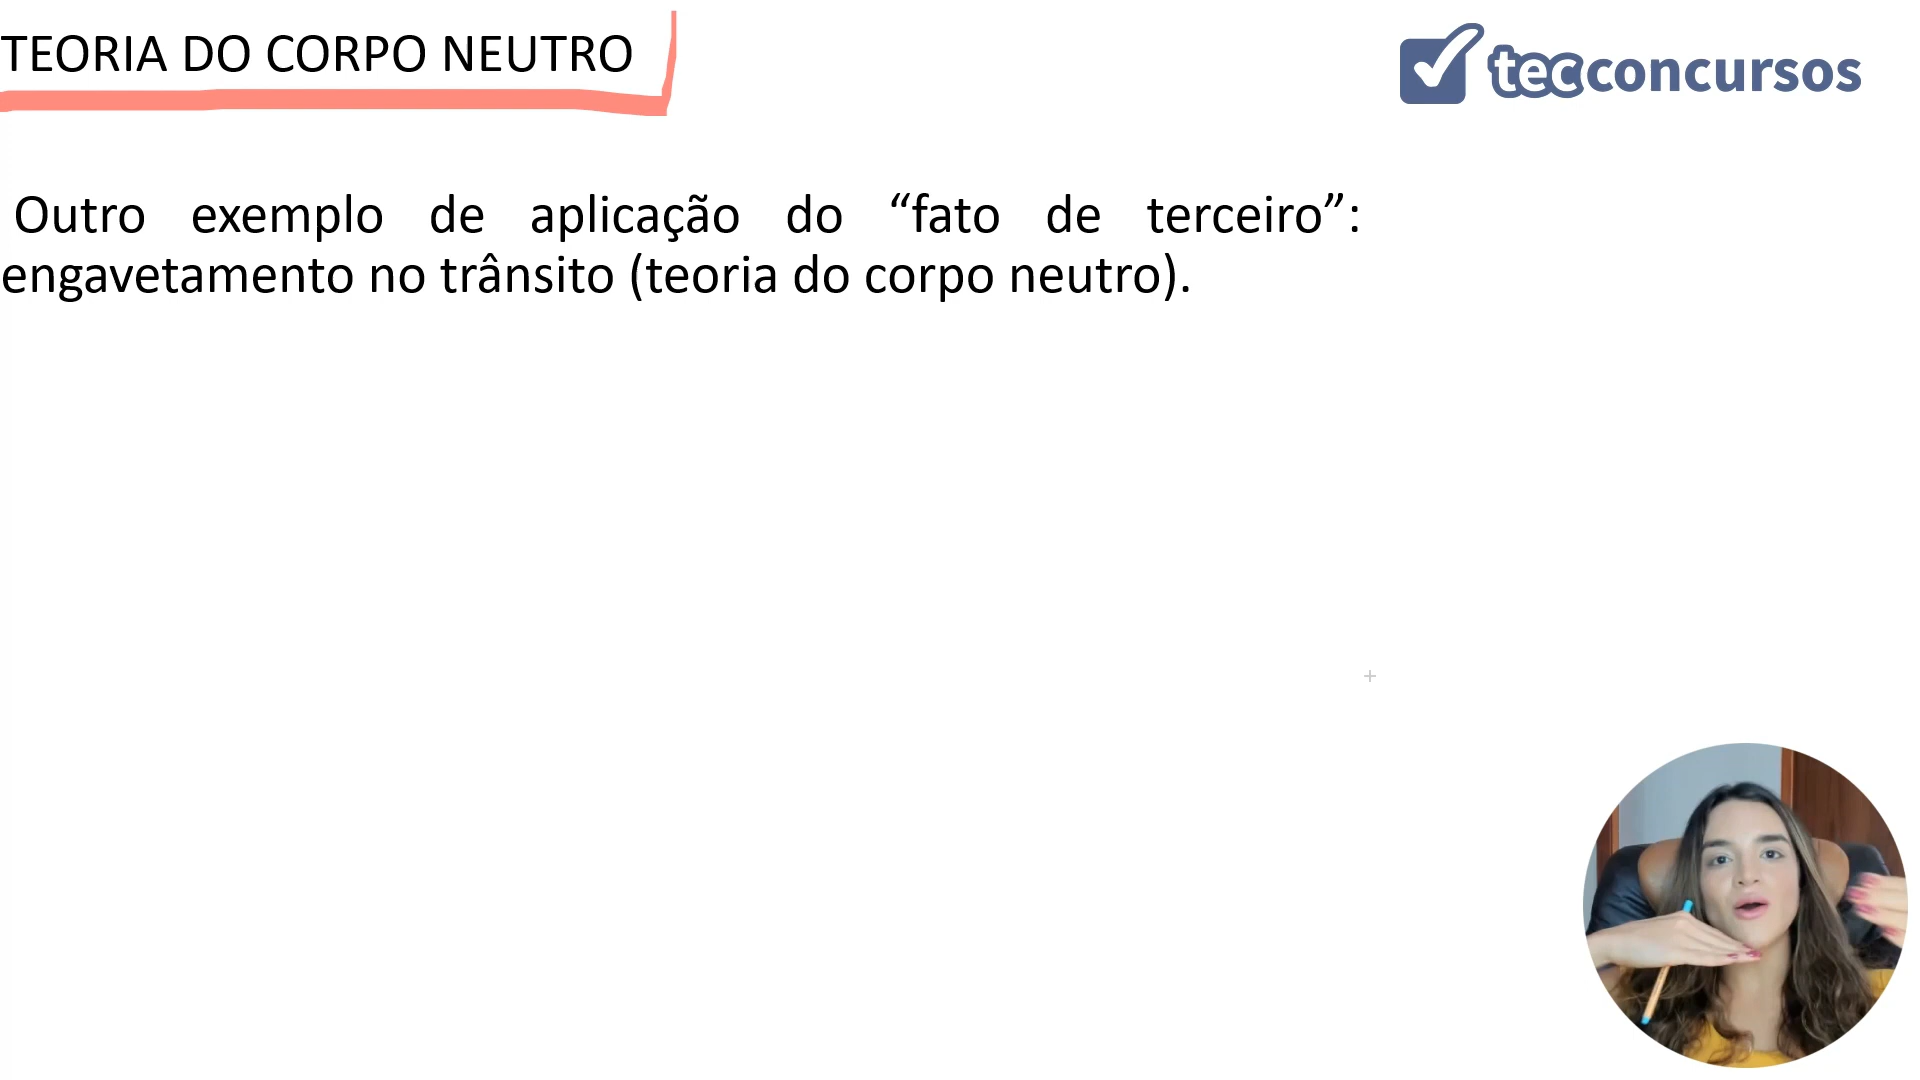 TEORIA DO CORPO NEUTRO
tecconcursos
Outro exemplo de aplicação do “fato de terceiro”:
engavetamento no trânsito (teoria do corpo neutro).